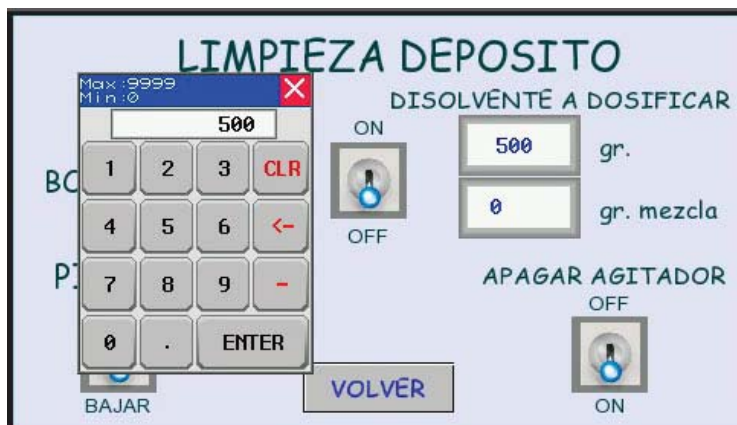 LIMPIEZA DEPOSITO
Max:9999
Min:0
500
1 2 3 CLR
4 5 6 <-
7 8 9 -
0 . ENTER
ON
OFF
DISOLVENTE A DOSIFICAR
500 gr.
0 gr. mezcla
APAGAR AGITADOR
OFF
ON
BAJAR
VOLVER